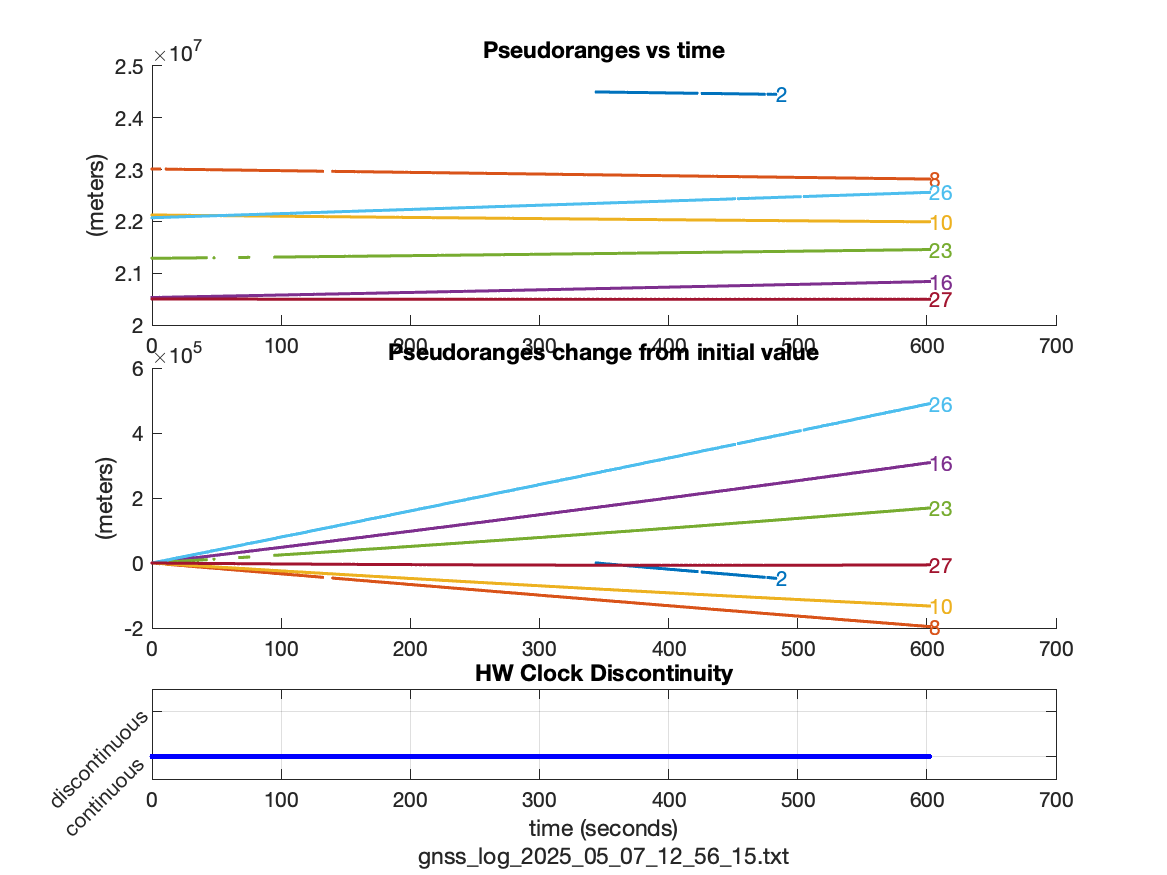 Pseudoranges vs time
×10^7
2.5
2.4
2.3
2.2
2.1
2
(meters)
2
8
26
10
23
16
27
0 100 200 300 400 500 600 700
Pseudoranges change from initial value
×10^5
6
4
2
0
-2
(meters)
26
16
23
27
2
10
8
0 100 200 300 400 500 600 700
HW Clock Discontinuity
discontinuous
continuous
0 100 200 300 400 500 600 700
time (seconds)
gnss_log_2025_05_07_12_56_15.txt